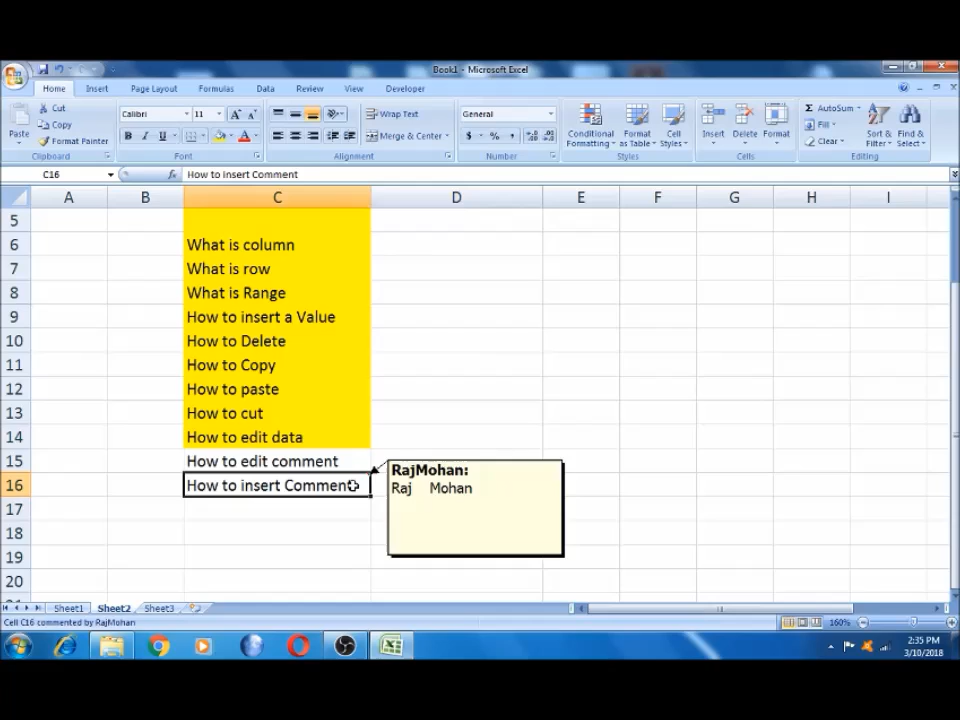 Book1 - Microsoft Excel
Home Insert Page Layout Formulas Data Review View Developer
Paste
Cut
Copy
Format Painter
Clipboard
Calibri 11
B I U
Font
Wrap Text
Merge & Center
Alignment
General
$ % ,
Number
Conditional Formatting
Format as Table
Cell Styles
Styles
Insert
Delete
Format
Cells
Σ AutoSum
Fill
Clear
Sort & Filter
Find & Select
Editing
C16 fx How to insert Comment
A B C D E F G H I
5
6 What is column
7 What is row
8 What is Range
9 How to insert a Value
10 How to Delete
11 How to Copy
12 How to paste
13 How to cut
14 How to edit data
15 How to edit comment
16 How to insert Comment
RajMohan:
Raj Mohan
17
18
19
20
Sheet1 Sheet2 Sheet3
Cell C16 commented by RajMohan
160%
2:35 PM
3/10/2018